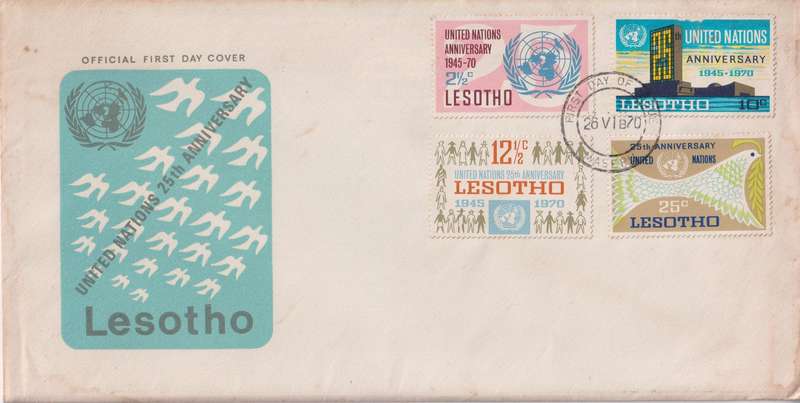 OFFICIAL FIRST DAY COVER
UNITED NATIONS 25th ANNIVERSARY
Lesotho
UNITED NATIONS
ANNIVERSARY
1945-70
2½c
LESOTHO
25th UNITED NATIONS
ANNIVERSARY
1945-1970
LESOTHO 10c
FIRST DAY OF
26 VI 70
12½c
UNITED NATIONS 25th ANNIVERSARY
LESOTHO
1945 1970
25th ANNIVERSARY
UNITED NATIONS
25c
LESOTHO